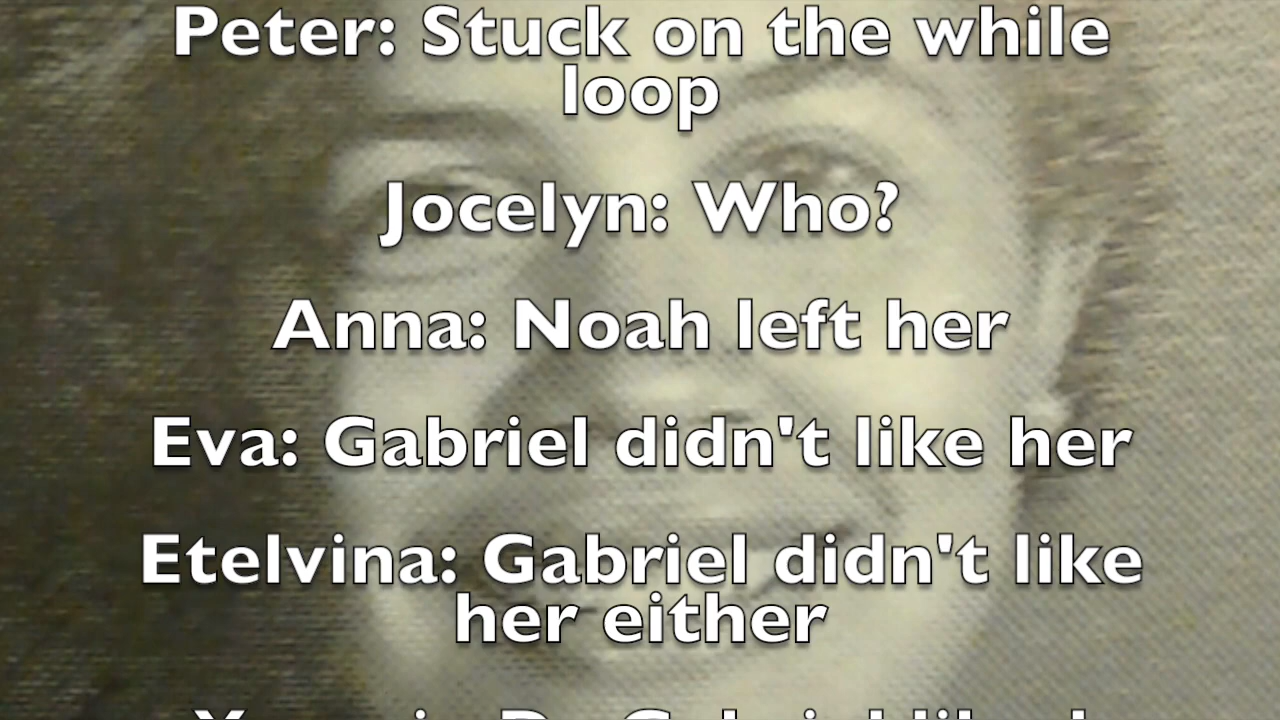 Peter: Stuck on the while
loop
Jocelyn: Who?
Anna: Noah left her
Eva: Gabriel didn't like her
Etelvina: Gabriel didn't like
her either